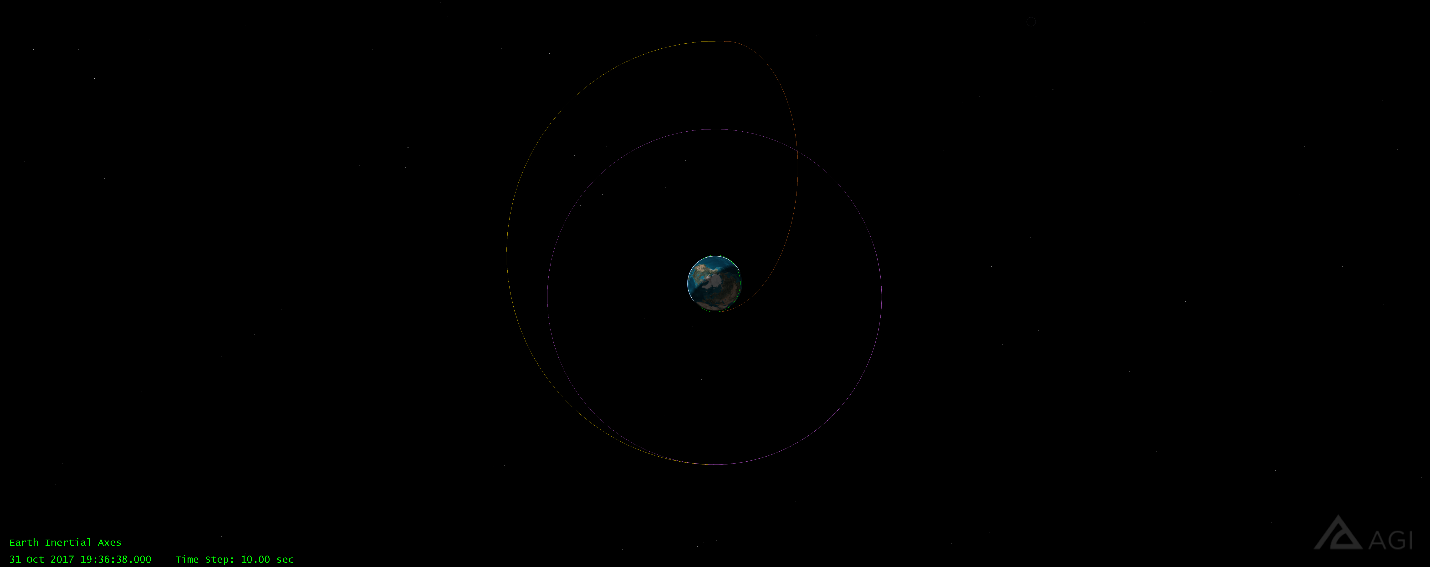 Earth Inertial Axes
31 Oct 2017 19:36:38.000 Time Step: 10.00 sec
AGI